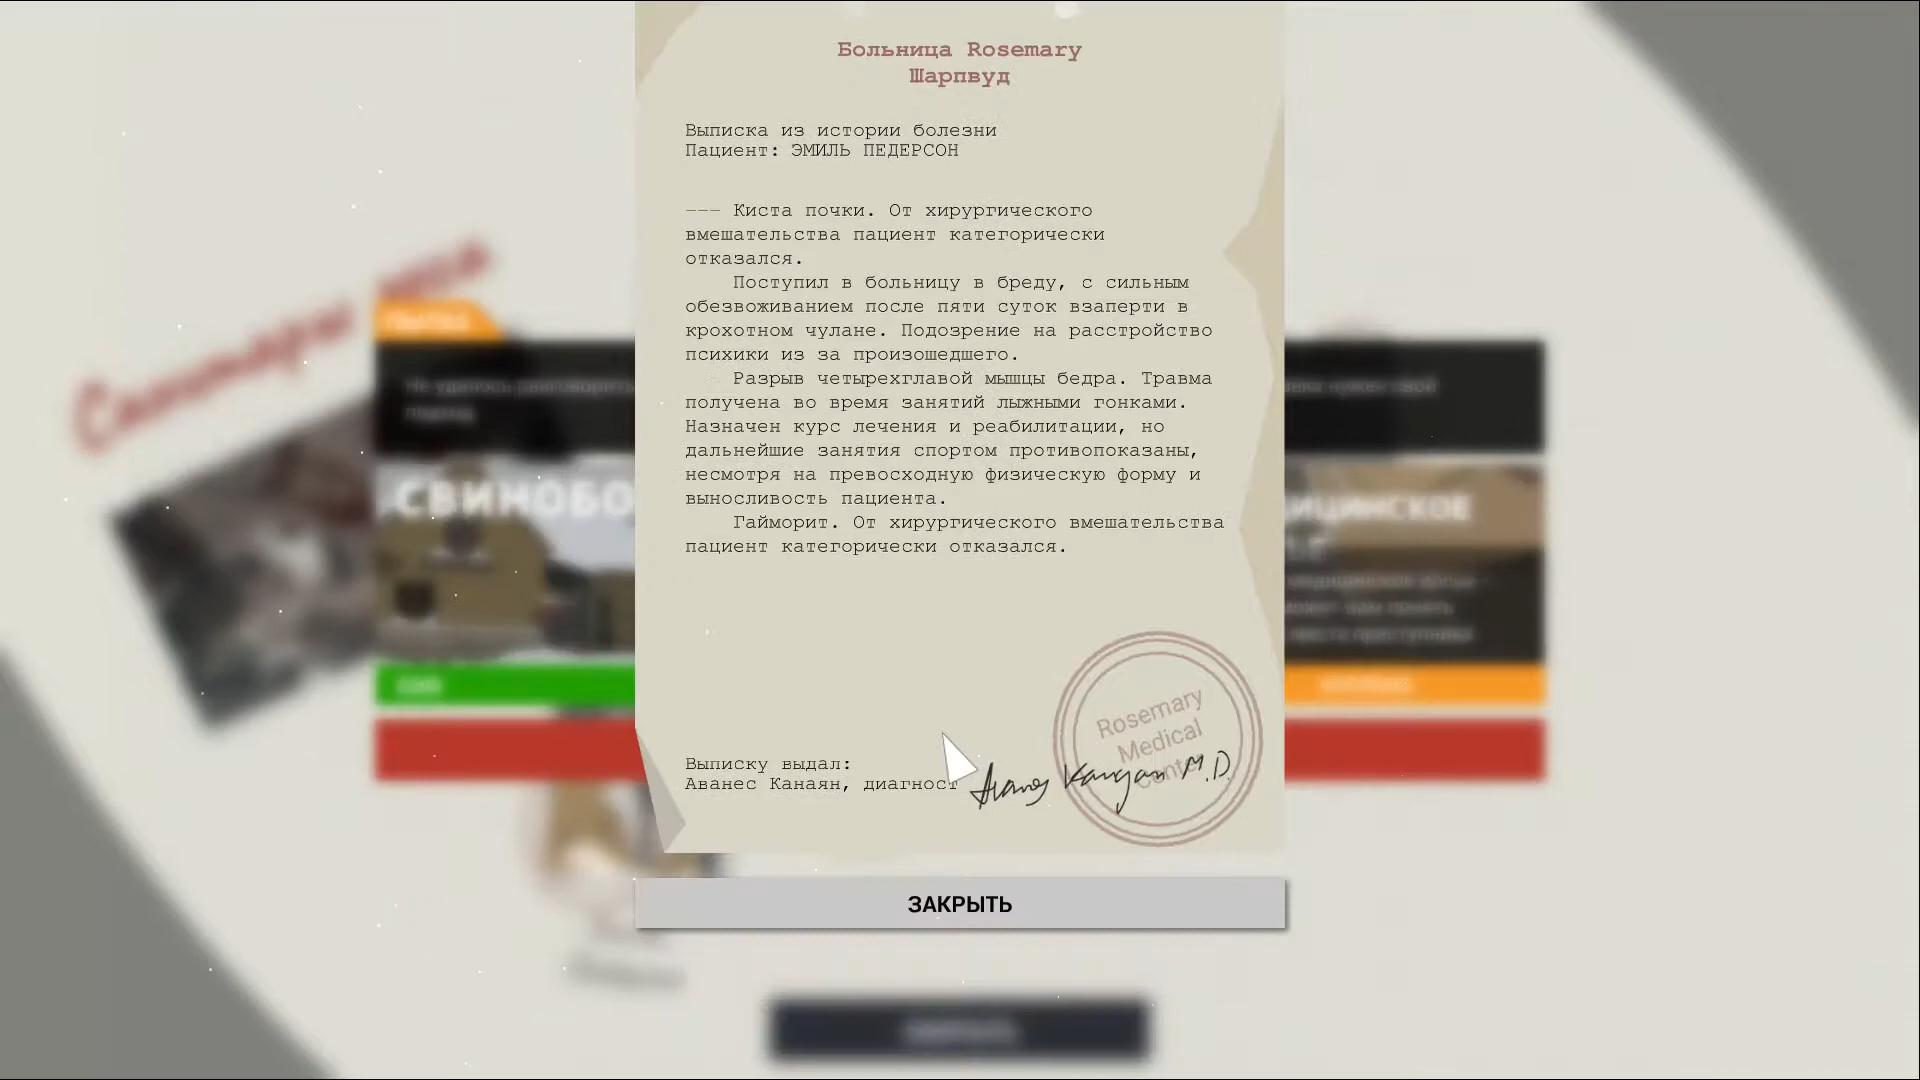 Больница Rosemary
Шарпвуд
Выписка из истории болезни
Пациент: ЭМИЛЬ ПЕДЕРСОН
--- Киста почки. От хирургического
вмешательства пациент категорически
отказался.
Поступил в больницу в бреду, с сильным
обезвоживанием после пяти суток взаперти в
крохотном чулане. Подозрение на расстройство
психики из за произошедшего.
Разрыв четырехглавой мышцы бедра. Травма
получена во время занятий лыжными гонками.
Назначен курс лечения и реабилитации, но
дальнейшие занятия спортом противопоказаны,
несмотря на превосходную физическую форму и
выносливость пациента.
Гайморит. От хирургического вмешательства
пациент категорически отказался.
СВИНОБО
ИЦИНСКОЕ
Rosemary
Medical
Center
Выписку выдал:
Аванес Канаян, диагност
M.D.
ЗАКРЫТЬ